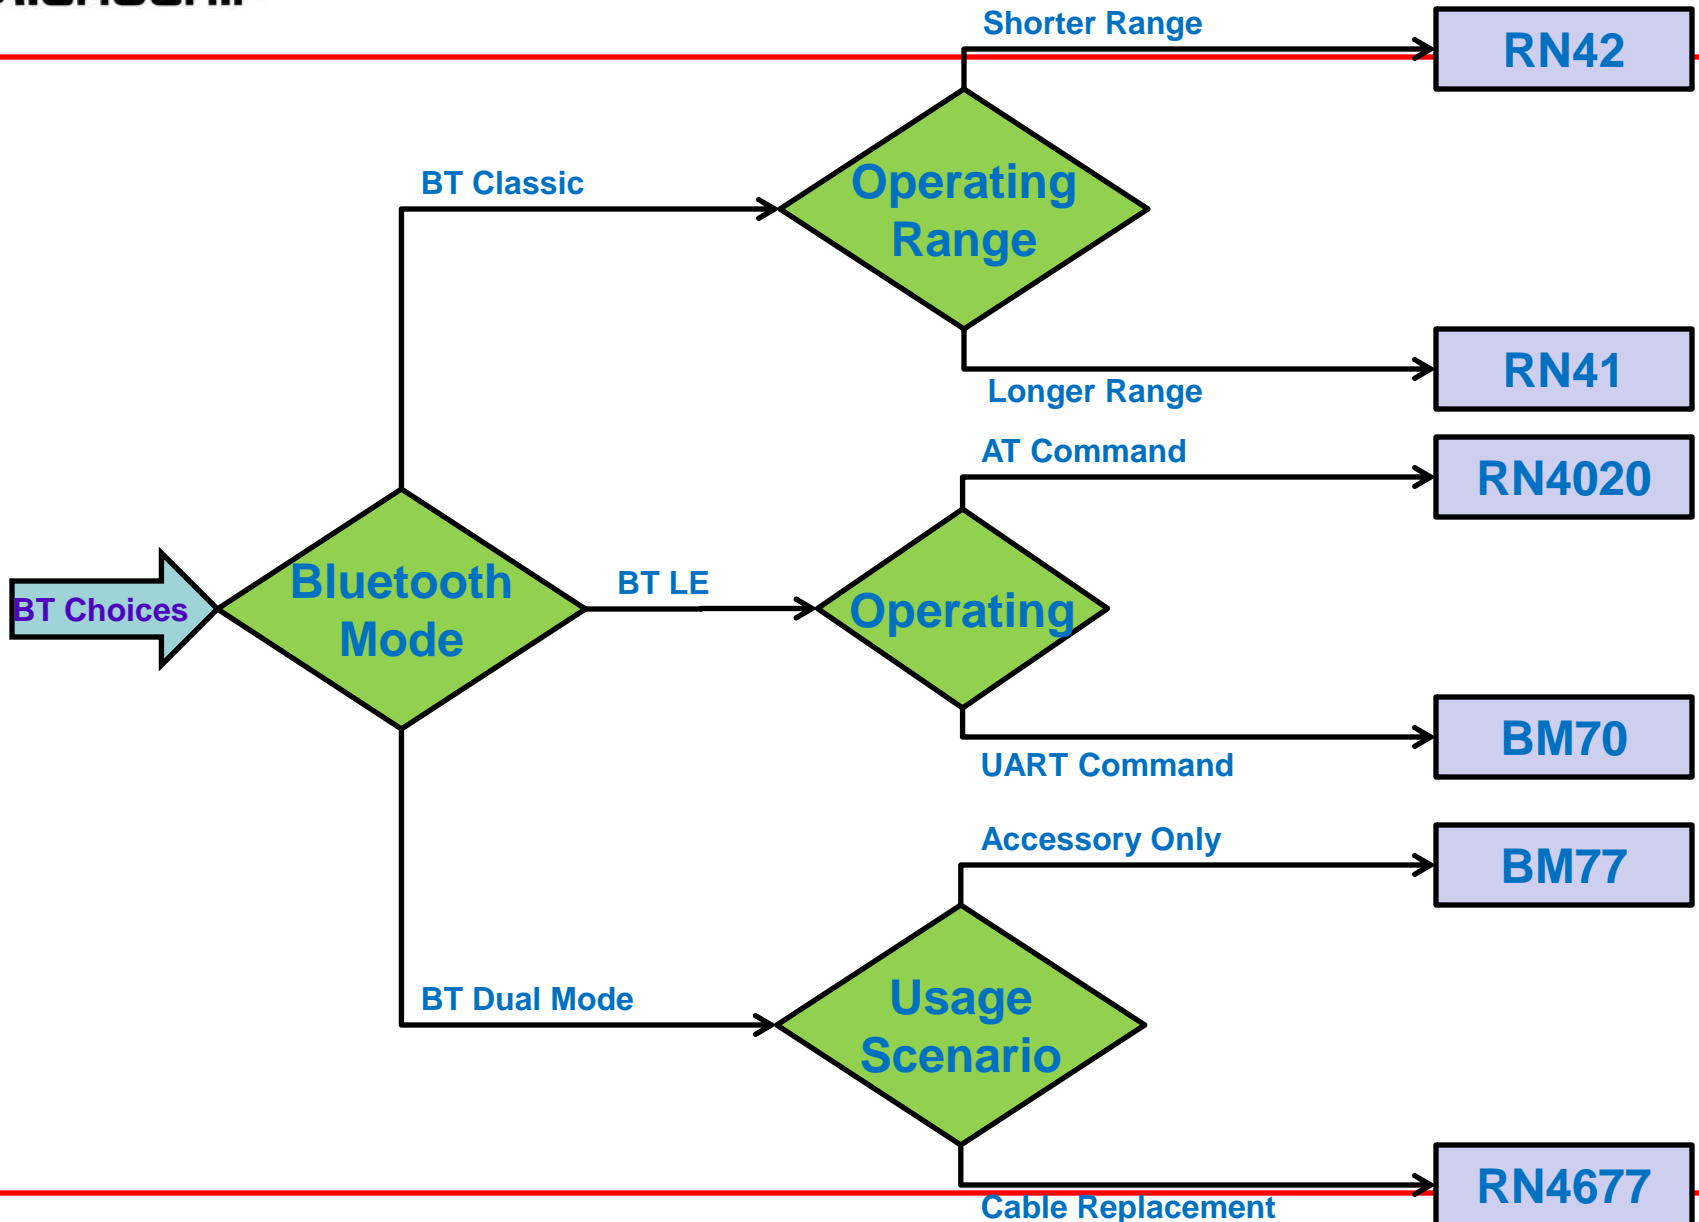 Shorter Range
RN42
BT Classic
Operating
Range
RN41
Longer Range
AT Command
RN4020
BT Choices
Bluetooth
Mode
BT LE
Operating
BM70
UART Command
Accessory Only
BM77
BT Dual Mode
Usage
Scenario
RN4677
Cable Replacement